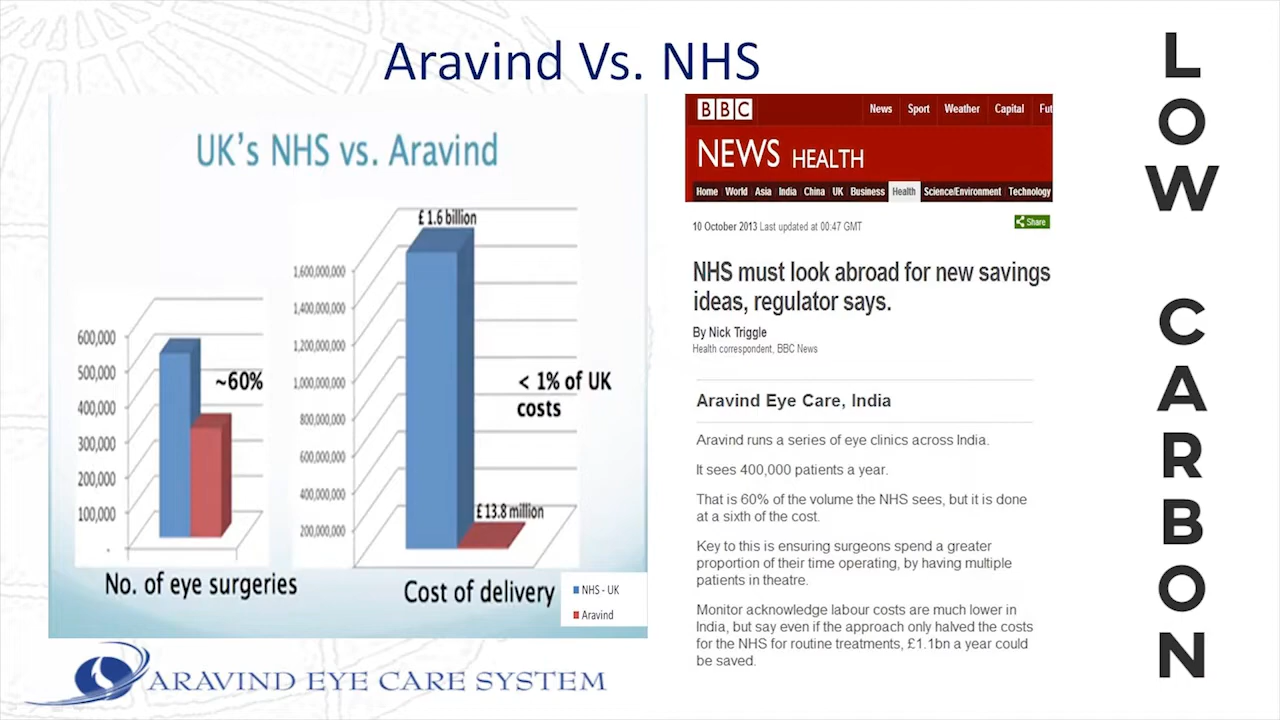 Aravind Vs. NHS
UK's NHS vs. Aravind
600,000
500,000
400,000
300,000
200,000
100,000
-
~60%
No. of eye surgeries
£ 1.6 billion
1,600,000,000
1,400,000,000
1,200,000,000
1,000,000,000
800,000,000
600,000,000
400,000,000
200,000,000
< 1% of UK
costs
£ 13.8 million
Cost of delivery
NHS - UK
Aravind
ARAVIND EYE CARE SYSTEM
BBC
News Sport Weather Capital Fut
NEWS HEALTH
Home World Asia India China UK Business Health Science/Environment Technology
10 October 2013 Last updated at 00:47 GMT
Share
NHS must look abroad for new savings
ideas, regulator says.
By Nick Triggle
Health correspondent, BBC News
Aravind Eye Care, India
Aravind runs a series of eye clinics across India.
It sees 400,000 patients a year.
That is 60% of the volume the NHS sees, but it is done
at a sixth of the cost.
Key to this is ensuring surgeons spend a greater
proportion of their time operating, by having multiple
patients in theatre.
Monitor acknowledge labour costs are much lower in
India, but say even if the approach only halved the costs
for the NHS for routine treatments, £1.1bn a year could
be saved.
LOW CARBON